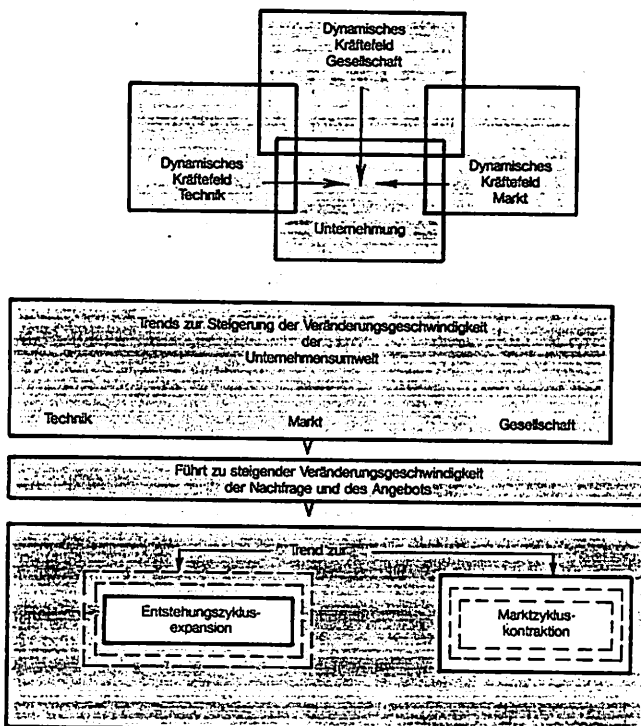 Dynamisches
Kräftefeld
Gesellschaft
Dynamisches
Kräftefeld
Technik
Dynamisches
Kräftefeld
Markt
Unternehmung
Trends zur Steigerung der Veränderungsgeschwindigkeit
der
Unternehmensumwelt
Technik
Markt
Gesellschaft
Führt zu steigender Veränderungsgeschwindigkeit
der Nachfrage und des Angebots
Trend zur
Entstehungszyklus-
expansion
Marktzyklus-
kontraktion